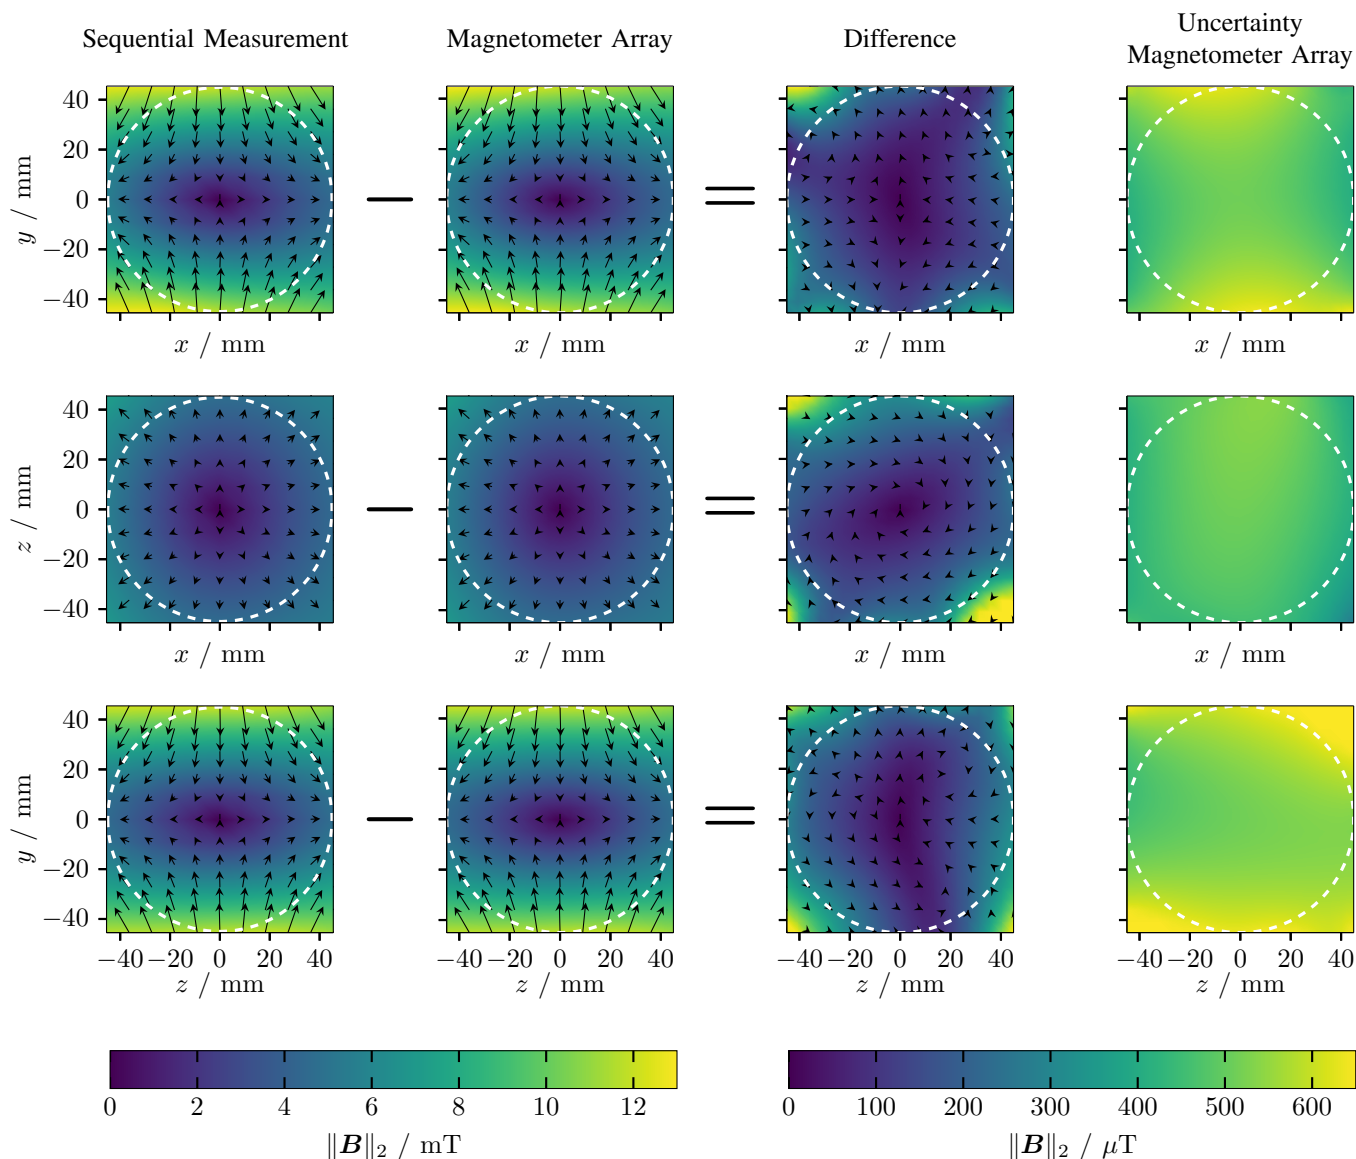 Sequential Measurement
Magnetometer Array
Difference
Uncertainty
Magnetometer Array
40
20
0
−20
−40
y / mm
x / mm
x / mm
x / mm
x / mm
40
20
0
−20
−40
z / mm
x / mm
x / mm
x / mm
x / mm
40
20
0
−20
−40
y / mm
−40 −20 0 20 40
−40 −20 0 20 40
−40 −20 0 20 40
−40 −20 0 20 40
z / mm
z / mm
z / mm
z / mm
0 2 4 6 8 10 12
0 100 200 300 400 500 600
‖B‖₂ / mT
‖B‖₂ / μT